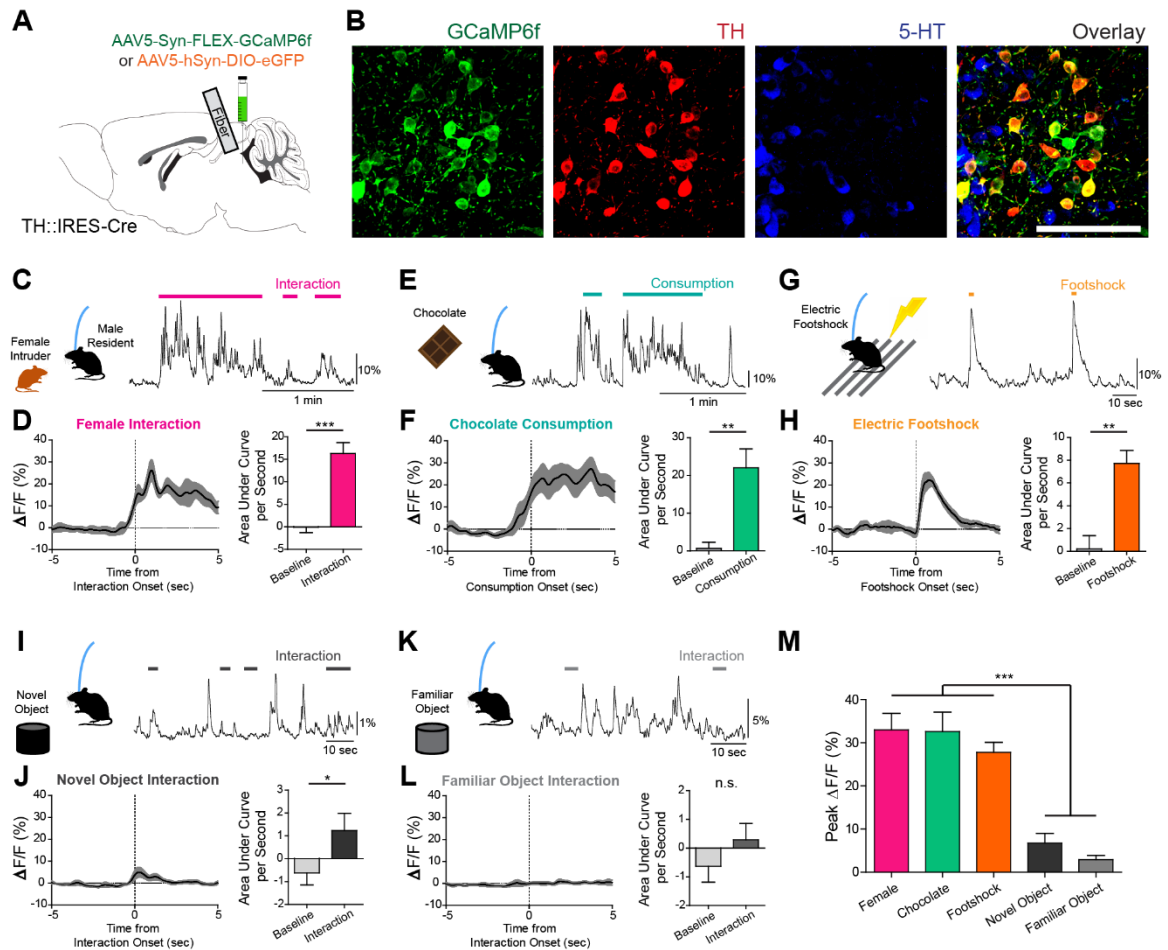 A
AAV5-Syn-FLEX-GCaMP6f
or AAV5-hSyn-DIO-eGFP
Fiber
TH::IRES-Cre
B
GCaMP6f
TH
5-HT
Overlay
C
Interaction
Female
Intruder
Male
Resident
10%
1 min
E
Consumption
Chocolate
10%
1 min
G
Footshock
Electric
Footshock
10%
10 sec
D
Female Interaction
ΔF/F (%)
40
30
20
10
0
-10
-5
0
5
Time from
Interaction Onset (sec)
***
Area Under Curve
per Second
20
15
10
5
0
-5
Baseline
Interaction
F
Chocolate Consumption
ΔF/F (%)
40
30
20
10
0
-10
-5
0
5
Time from
Consumption Onset (sec)
**
Area Under Curve
per Second
30
20
10
0
Baseline
Consumption
H
Electric Footshock
ΔF/F (%)
40
30
20
10
0
-10
-5
0
5
Time from
Footshock Onset (sec)
**
Area Under Curve
per Second
10
8
6
4
2
0
Baseline
Footshock
I
Interaction
Novel
Object
1%
10 sec
K
Interaction
Familiar
Object
5%
10 sec
M
***
Peak ΔF/F (%)
40
30
20
10
0
Female
Chocolate
Footshock
Novel Object
Familiar Object
J
Novel Object Interaction
ΔF/F (%)
40
30
20
10
0
-10
-5
0
5
Time from
Interaction Onset (sec)
*
Area Under Curve
per Second
3
2
1
0
-1
-2
Baseline
Interaction
L
Familiar Object Interaction
ΔF/F (%)
40
30
20
10
0
-10
-5
0
5
Time from
Interaction Onset (sec)
n.s.
Area Under Curve
per Second
2
1
0
-1
-2
Baseline
Interaction